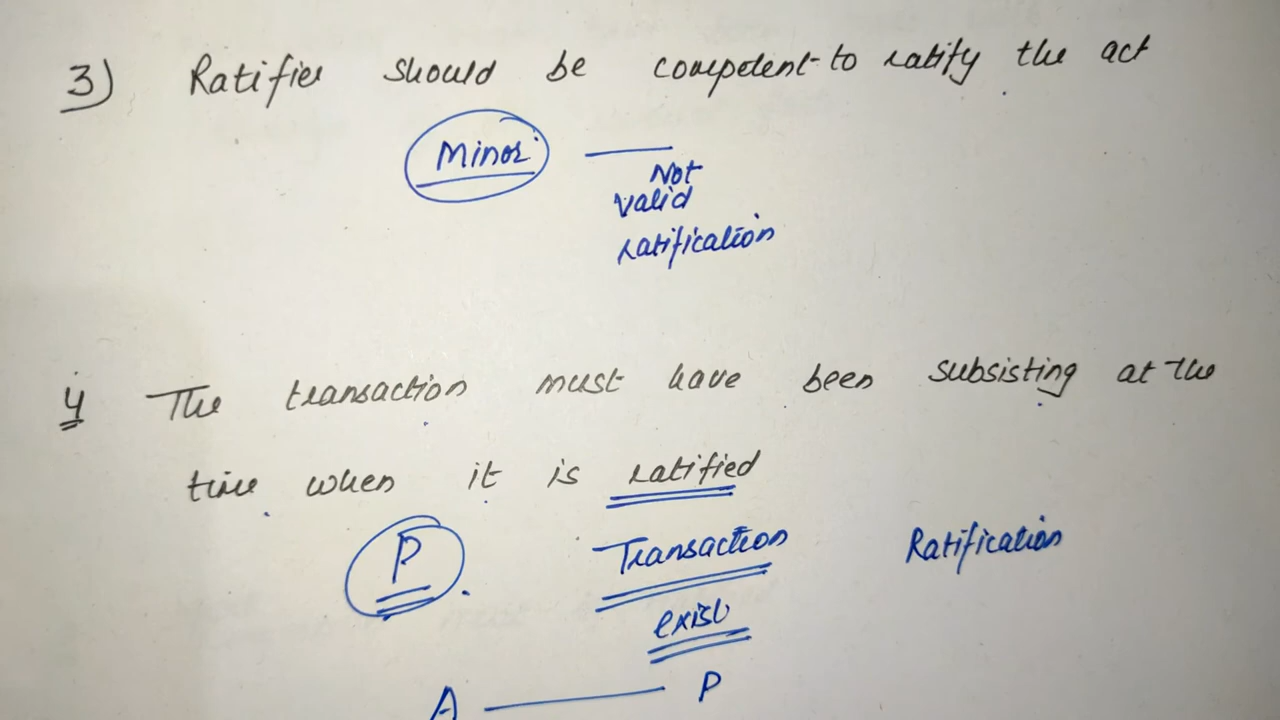 3) Ratifier should be competent to ratify the act
Minor —
Not
valid
ratification
4 The transaction must have been subsisting at the
time when it is ratified
P. Transaction Ratification
exist
A — P